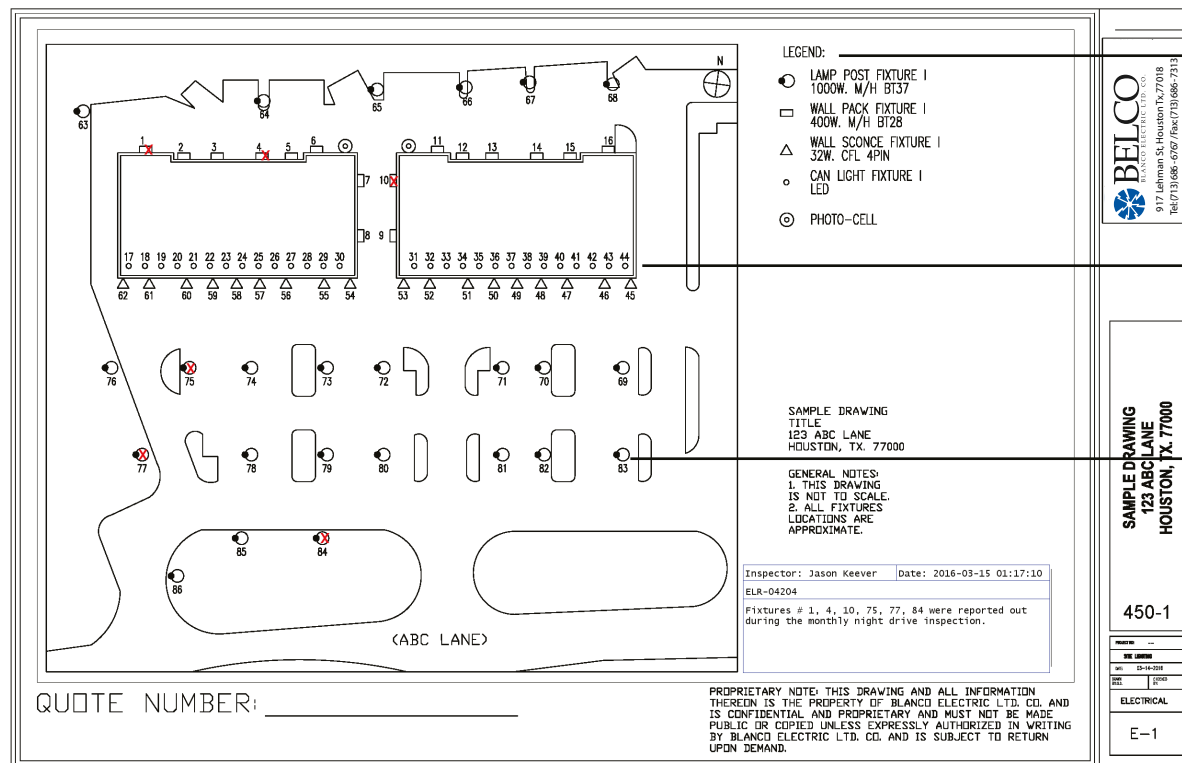 LEGEND:
LAMP POST FIXTURE |
1000W. M/H BT37
WALL PACK FIXTURE |
400W. M/H BT28
WALL SCONCE FIXTURE |
32W. CFL 4PIN
CAN LIGHT FIXTURE |
LED
PHOTO-CELL
N
63
64
65
66
67
68
1 2 3 4 5 6
11 12 13 14 15 16
7 10
8 9
17 18 19 20 21 22 23 24 25 26 27 28 29 30
31 32 33 34 35 36 37 38 39 40 41 42 43 44
62 61 60 59 58 57 56 55 54
53 52 51 50 49 48 47 46 45
76 75 74 73 72 71 70 69
77 78 79 80 81 82 83
85 84
86
(ABC LANE)
SAMPLE DRAWING
TITLE
123 ABC LANE
HOUSTON, TX. 77000
GENERAL NOTES:
1. THIS DRAWING
IS NOT TO SCALE.
2. ALL FIXTURES
LOCATIONS ARE
APPROXIMATE.
Inspector: Jason Keever Date: 2016-03-15 01:17:10
ELR-04204
Fixtures # 1, 4, 10, 75, 77, 84 were reported out
during the monthly night drive inspection.
QUOTE NUMBER:
PROPRIETARY NOTE: THIS DRAWING AND ALL INFORMATION
THEREON IS THE PROPERTY OF BLANCO ELECTRIC LTD. CO. AND
IS CONFIDENTIAL AND PROPRIETARY AND MUST NOT BE MADE
PUBLIC OR COPIED UNLESS EXPRESSLY AUTHORIZED IN WRITING
BY BLANCO ELECTRIC LTD. CO. AND IS SUBJECT TO RETURN
UPON DEMAND.
BELCO
BLANCO ELECTRIC LTD. CO.
917 Lehman St, Houston Tx, 77018
Tel:(713) 686 - 6767 / Fax:(713) 686- 7313
SAMPLE DRAWING
123 ABC LANE
HOUSTON, TX. 77000
450-1
SITE LIGHTING
DATE: 03-14-2016
ELECTRICAL
E-1